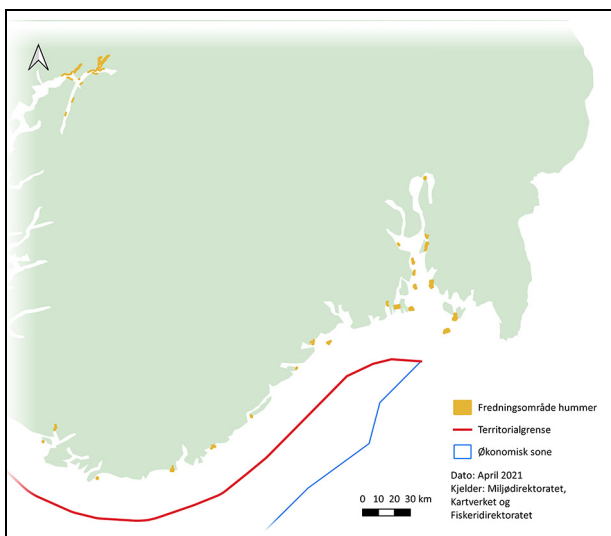 Fredningsområde hummer
Territorialgrense
Økonomisk sone
Dato: April 2021
Kjelder: Miljødirektoratet,
Kartverket og
Fiskeridirektoratet
0 10 20 30 km